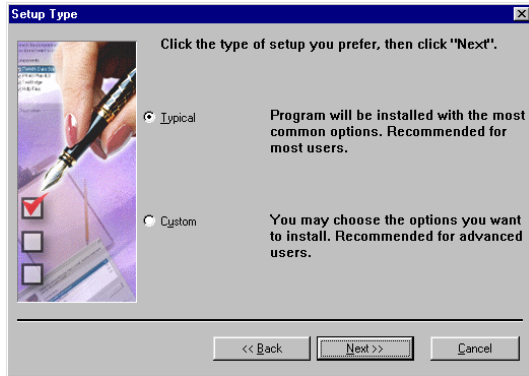 Setup Type
Click the type of setup you prefer, then click "Next".
Typical
Program will be installed with the most
common options. Recommended for
most users.
Custom
You may choose the options you want
to install. Recommended for advanced
users.
<< Back
Next >>
Cancel